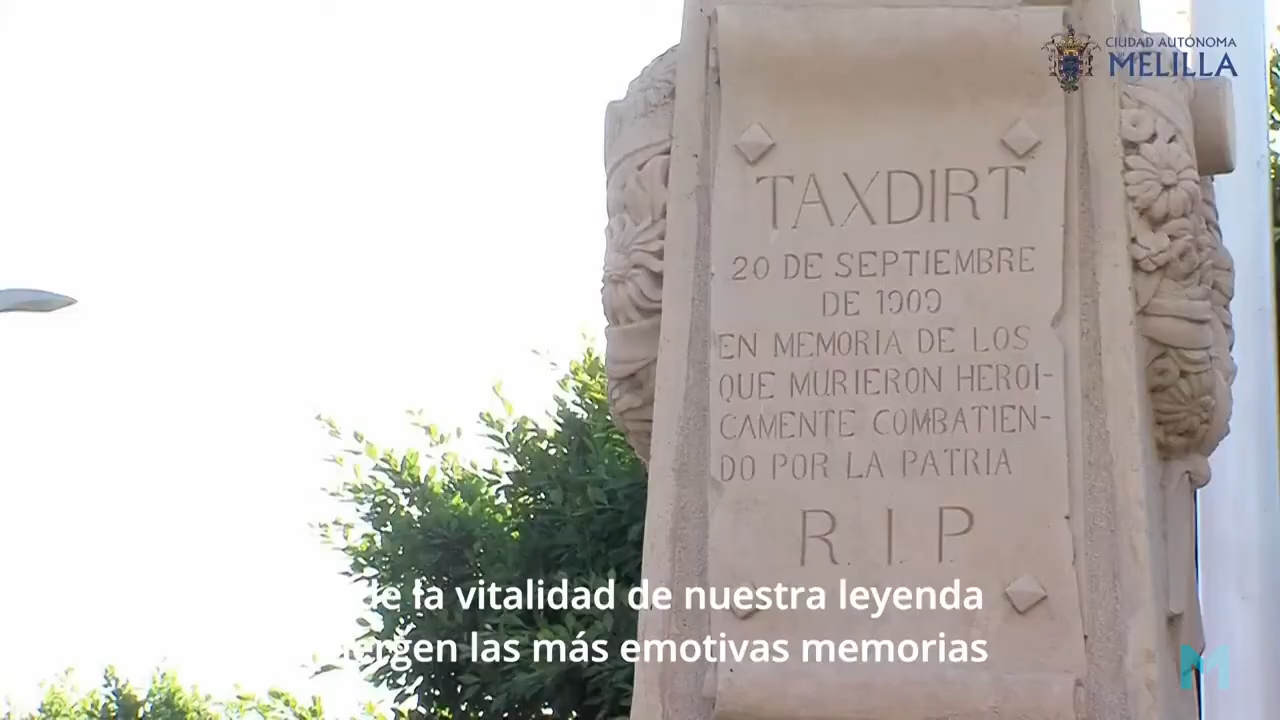 CIUDAD AUTÓNOMA
MELILLA
TAXDIRT
20 DE SEPTIEMBRE
DE 1909
EN MEMORIA DE LOS
QUE MURIERON HEROI-
CAMENTE COMBATIEN-
DO POR LA PATRIA
R I P
de la vitalidad de nuestra leyenda
las más emotivas memorias
M